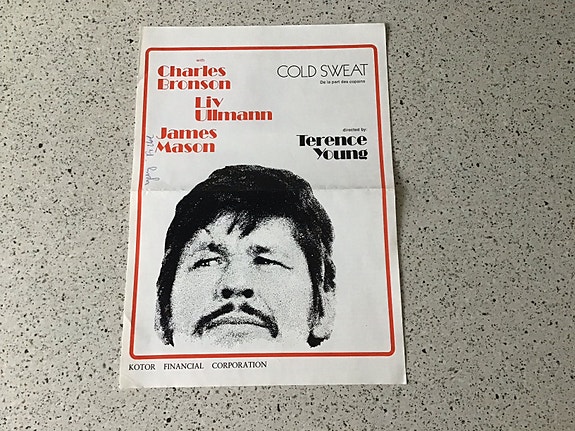 with
Charles
Bronson
Liv
Ullmann
James
Mason
COLD SWEAT
De la part des copains
directed by:
Terence
Young
KOTOR FINANCIAL CORPORATION